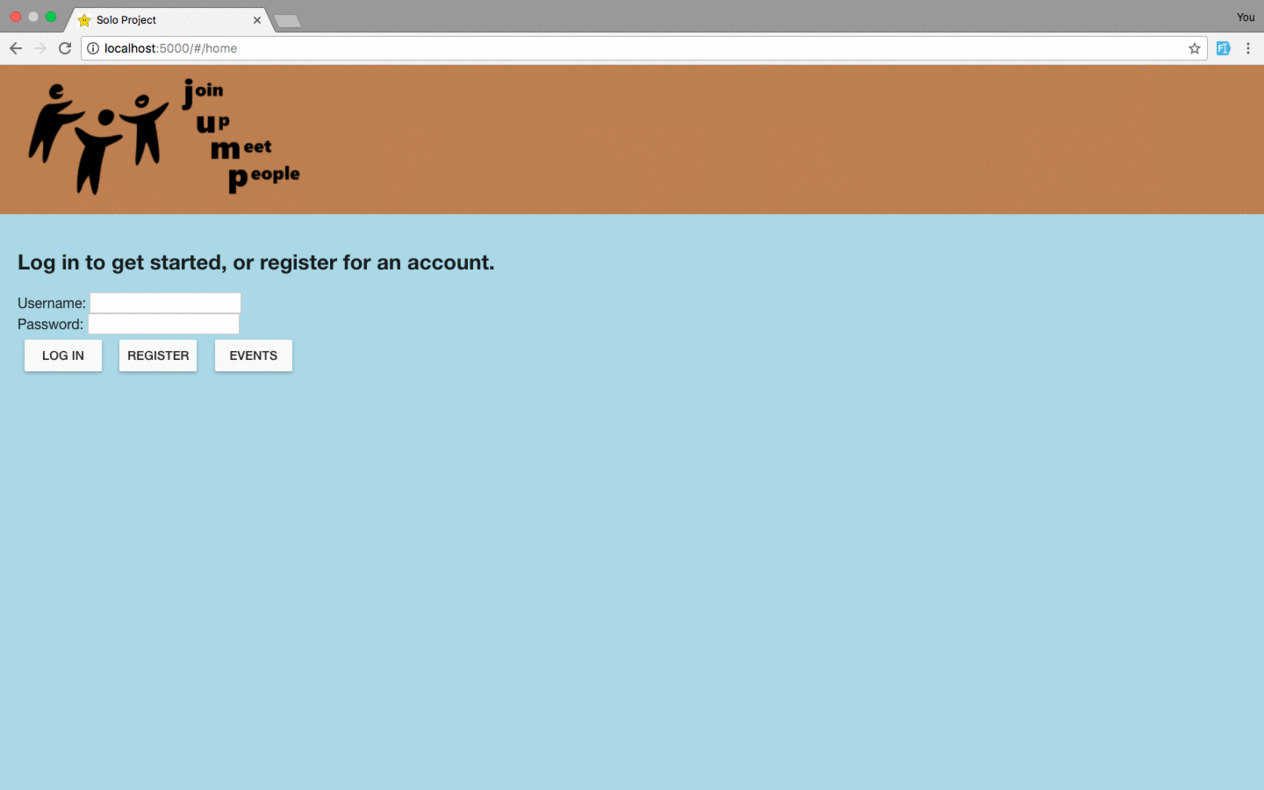 Solo Project
You
localhost:5000/#/home
join
up
meet
people
Log in to get started, or register for an account.
Username:
Password:
LOG IN REGISTER EVENTS